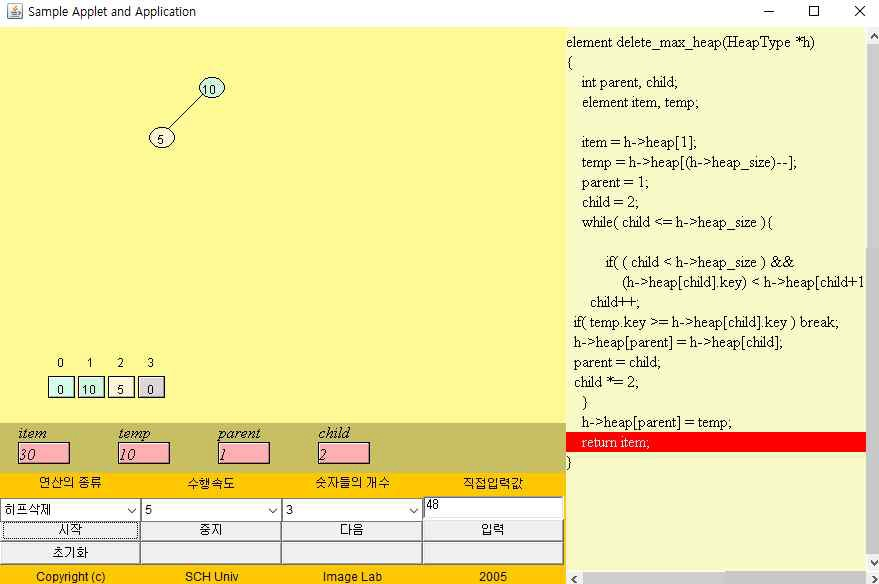 Sample Applet and Application
10
5
0 1 2 3
0 10 5 0
item temp parent child
30 10 1 2
연산의 종류 수행속도 숫자들의 개수 직접입력값
히프삭제 5 3 48
시작 중지 다음 입력
초기화
Copyright (c) SCH Univ Image Lab 2005
element delete_max_heap(HeapType *h)
{
int parent, child;
element item, temp;
item = h->heap[1];
temp = h->heap[(h->heap_size)--];
parent = 1;
child = 2;
while( child <= h->heap_size ){
if( ( child < h->heap_size ) &&
(h->heap[child].key) < h->heap[child+1
child++;
if( temp.key >= h->heap[child].key ) break;
h->heap[parent] = h->heap[child];
parent = child;
child *= 2;
}
h->heap[parent] = temp;
return item;
}